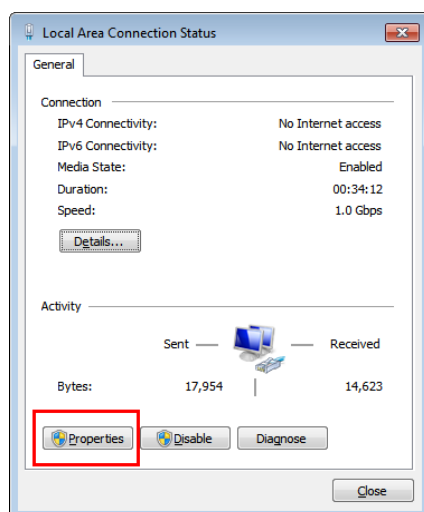 Local Area Connection Status
General
Connection
IPv4 Connectivity: No Internet access
IPv6 Connectivity: No Internet access
Media State: Enabled
Duration: 00:34:12
Speed: 1.0 Gbps
Details...
Activity
Sent Received
Bytes: 17,954 14,623
Properties Disable Diagnose
Close